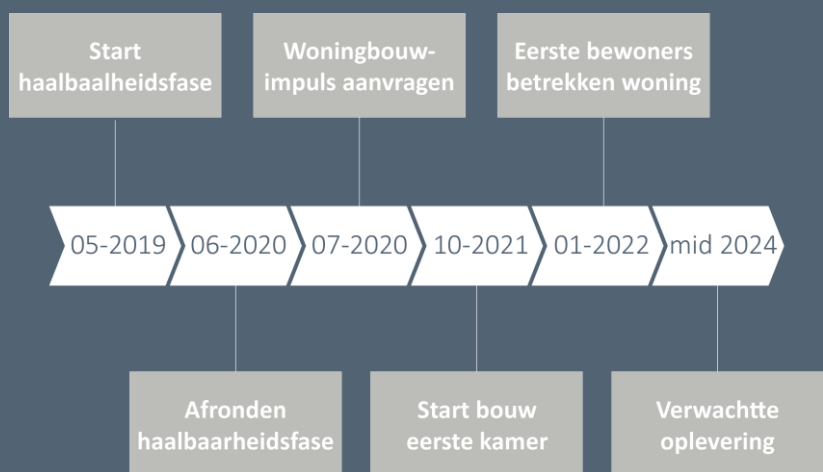 Start
haalbaalheidsfase
Woningbouw-
impuls aanvragen
Eerste bewoners
betrekken woning
05-2019
06-2020
07-2020
10-2021
01-2022
mid 2024
Afronden
haalbaarheidsfase
Start bouw
eerste kamer
Verwachtte
oplevering